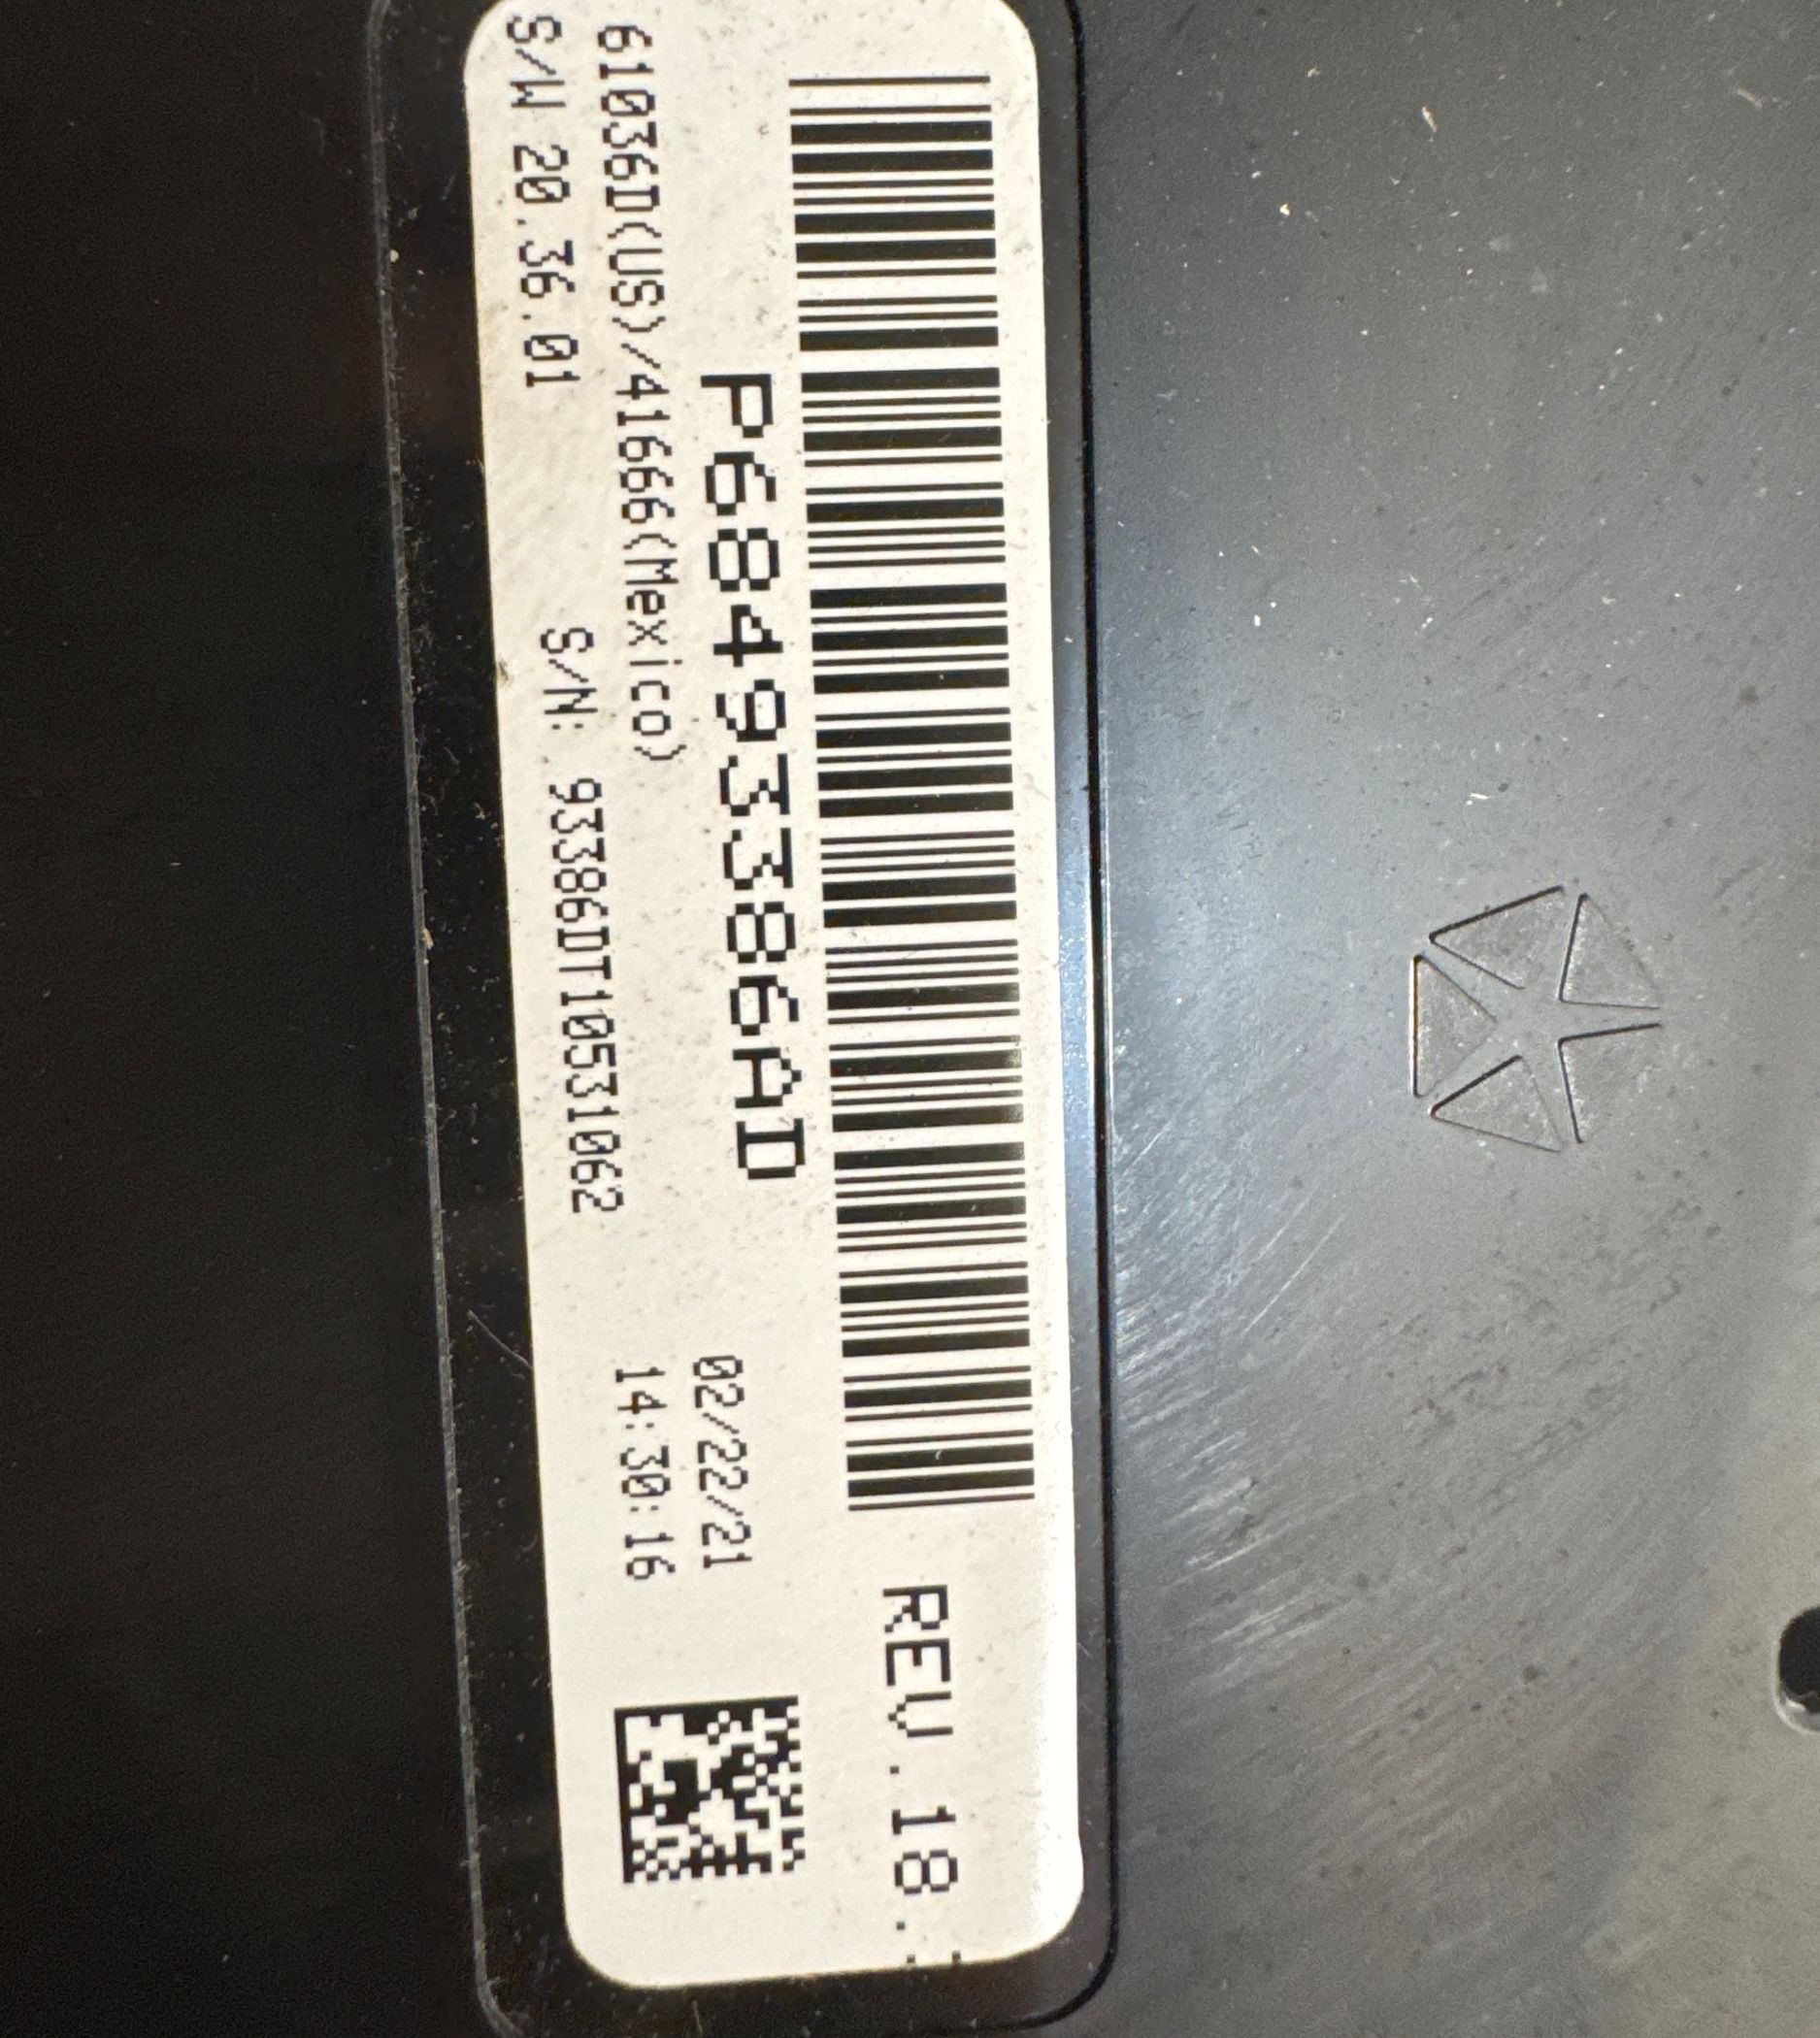 REV.18.
P68493386AD
61036D(US)/41666(Mexico)
02/22/21
14:30:16
S/W 20.36.01
S/N: 93386DT10531062